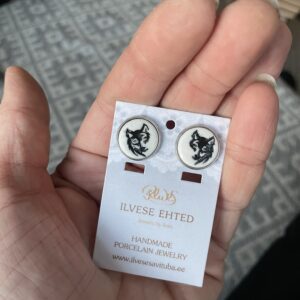 ILVESE EHTED
HANDMADE
PORCELAIN JEWELRY
www.ilvesesavituba.ee